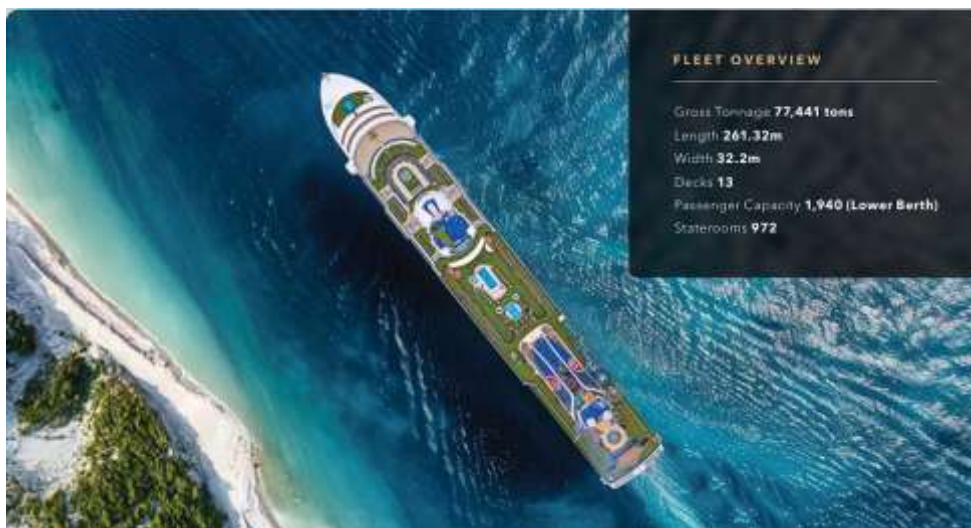 FLEET OVERVIEW
Gross Tonnage 77,441 tons
Length 261.32m
Width 32.2m
Decks 13
Passenger Capacity 1,940 (Lower Berth)
Staterooms 972